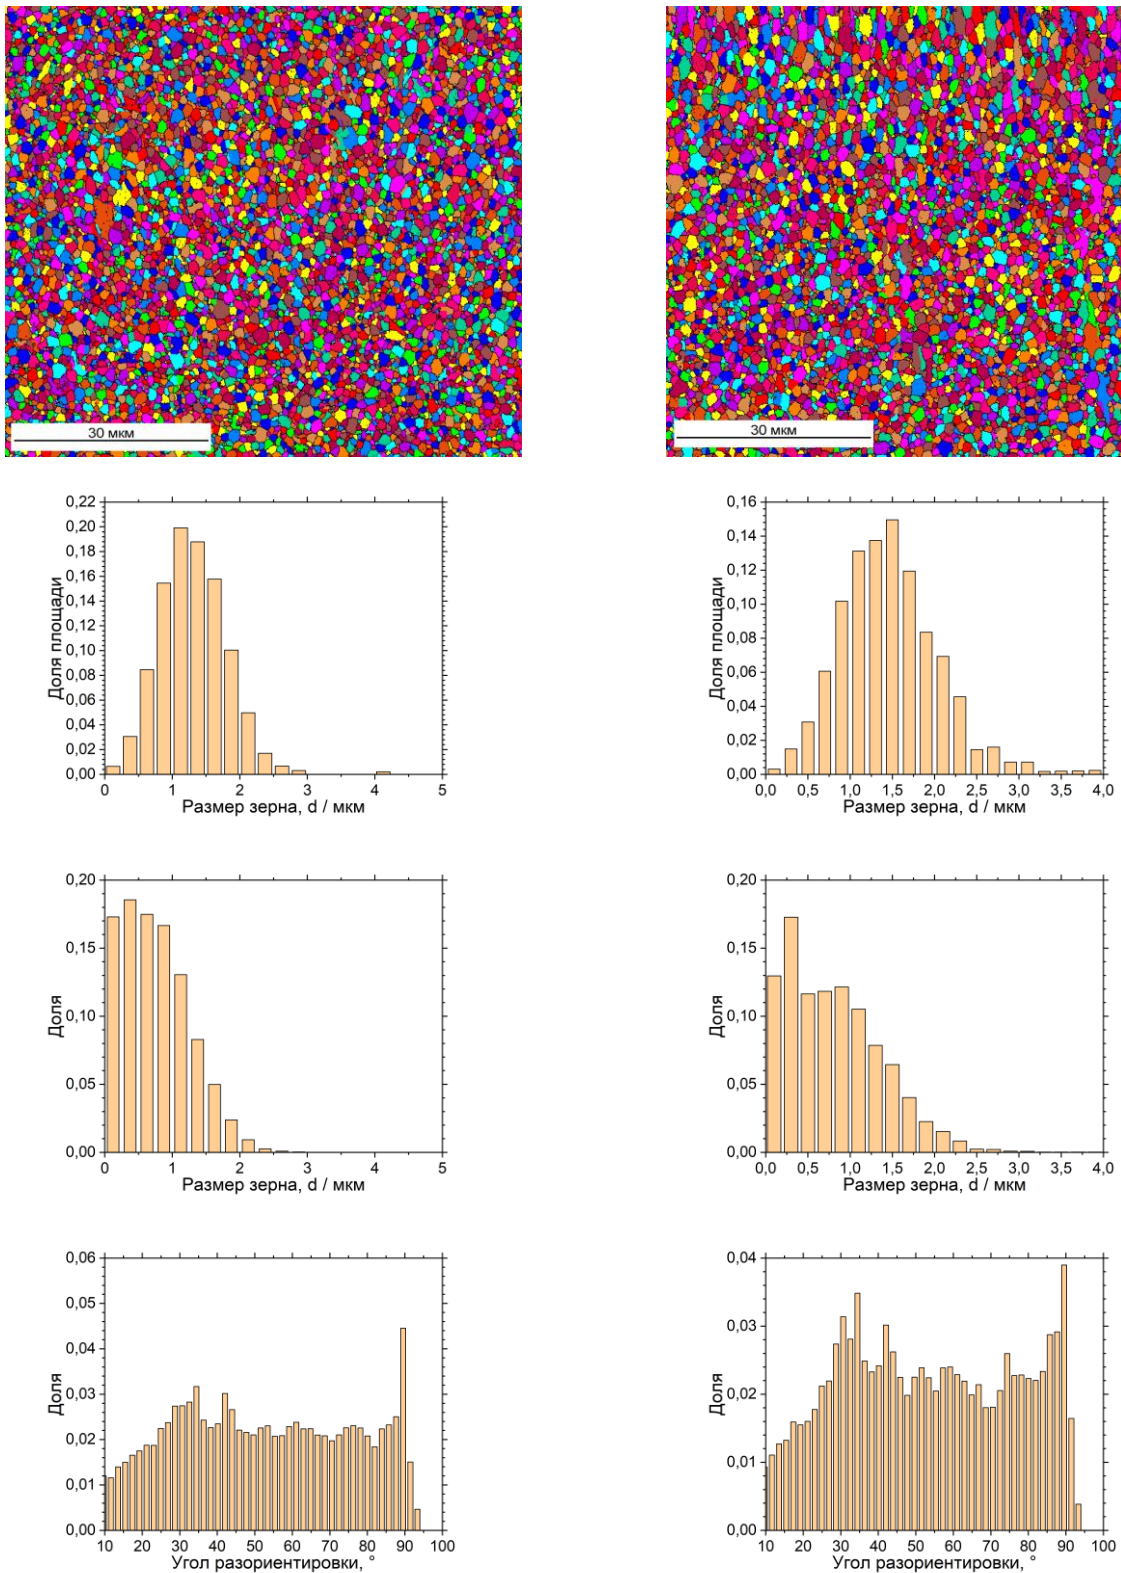 30 мкм
30 мкм
0,22
0,20
0,18
0,16
0,14
0,12
0,10
0,08
0,06
0,04
0,02
0,00
Доля площади
0 1 2 3 4 5
Размер зерна, d / мкм
0,16
0,14
0,12
0,10
0,08
0,06
0,04
0,02
0,00
Доля площади
0,0 0,5 1,0 1,5 2,0 2,5 3,0 3,5 4,0
Размер зерна, d / мкм
0,20
0,15
0,10
0,05
0,00
Доля
0 1 2 3 4 5
Размер зерна, d / мкм
0,20
0,15
0,10
0,05
0,00
Доля
0,0 0,5 1,0 1,5 2,0 2,5 3,0 3,5 4,0
Размер зерна, d / мкм
0,06
0,05
0,04
0,03
0,02
0,01
0,00
Доля
10 20 30 40 50 60 70 80 90 100
Угол разориентировки, °
0,04
0,03
0,02
0,01
0,00
Доля
10 20 30 40 50 60 70 80 90 100
Угол разориентировки, °